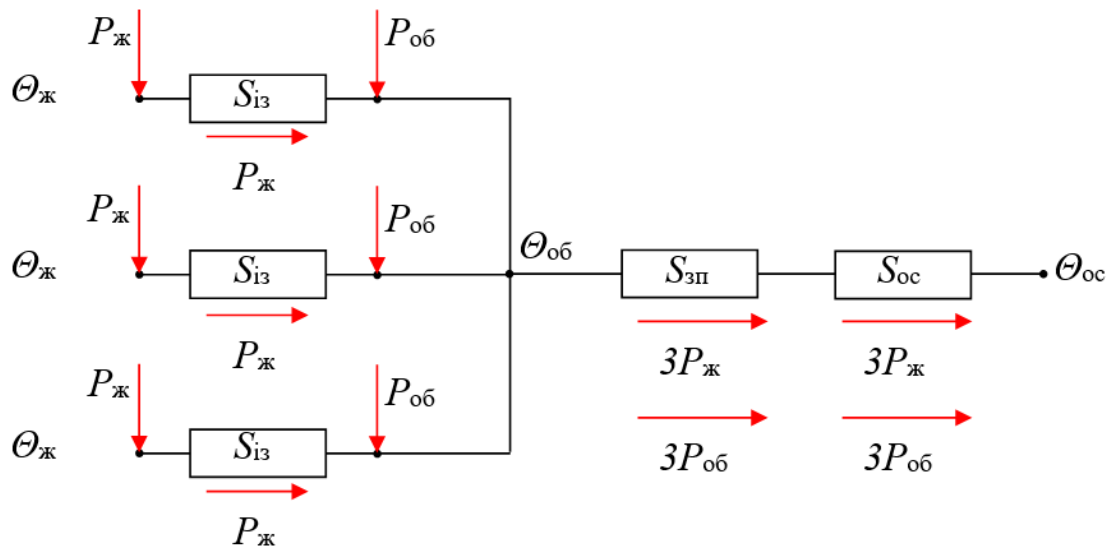 Pж Pоб
Θж Sіз
Pж
Pж Pоб
Θж Sіз Θоб Sзп Sос Θос
Pж 3Pж 3Pж
Pж Pоб 3Pоб 3Pоб
Θж Sіз
Pж